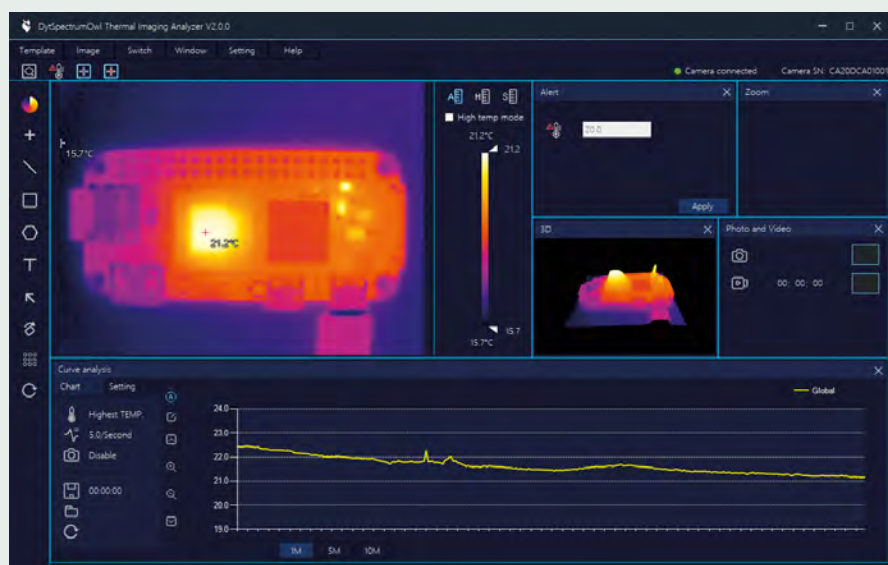 DytSpectrumOwl Thermal Imaging Analyzer V2.0.0
Template Image Switch Window Setting Help
Camera connected Camera SN: CA20DCA01001
A H S
High temp mode
21.2℃
21.2
15.7
15.7℃
15.7℃
21.2℃
Alert
20.0
Apply
Zoom
3D
Photo and Video
00: 00: 00
T
Curve analysis
Chart Setting
Highest TEMP.
5.0/Second
Disable
00:00:00
A
Global
24.0
23.0
22.0
21.0
20.0
19.0
1M 5M 10M